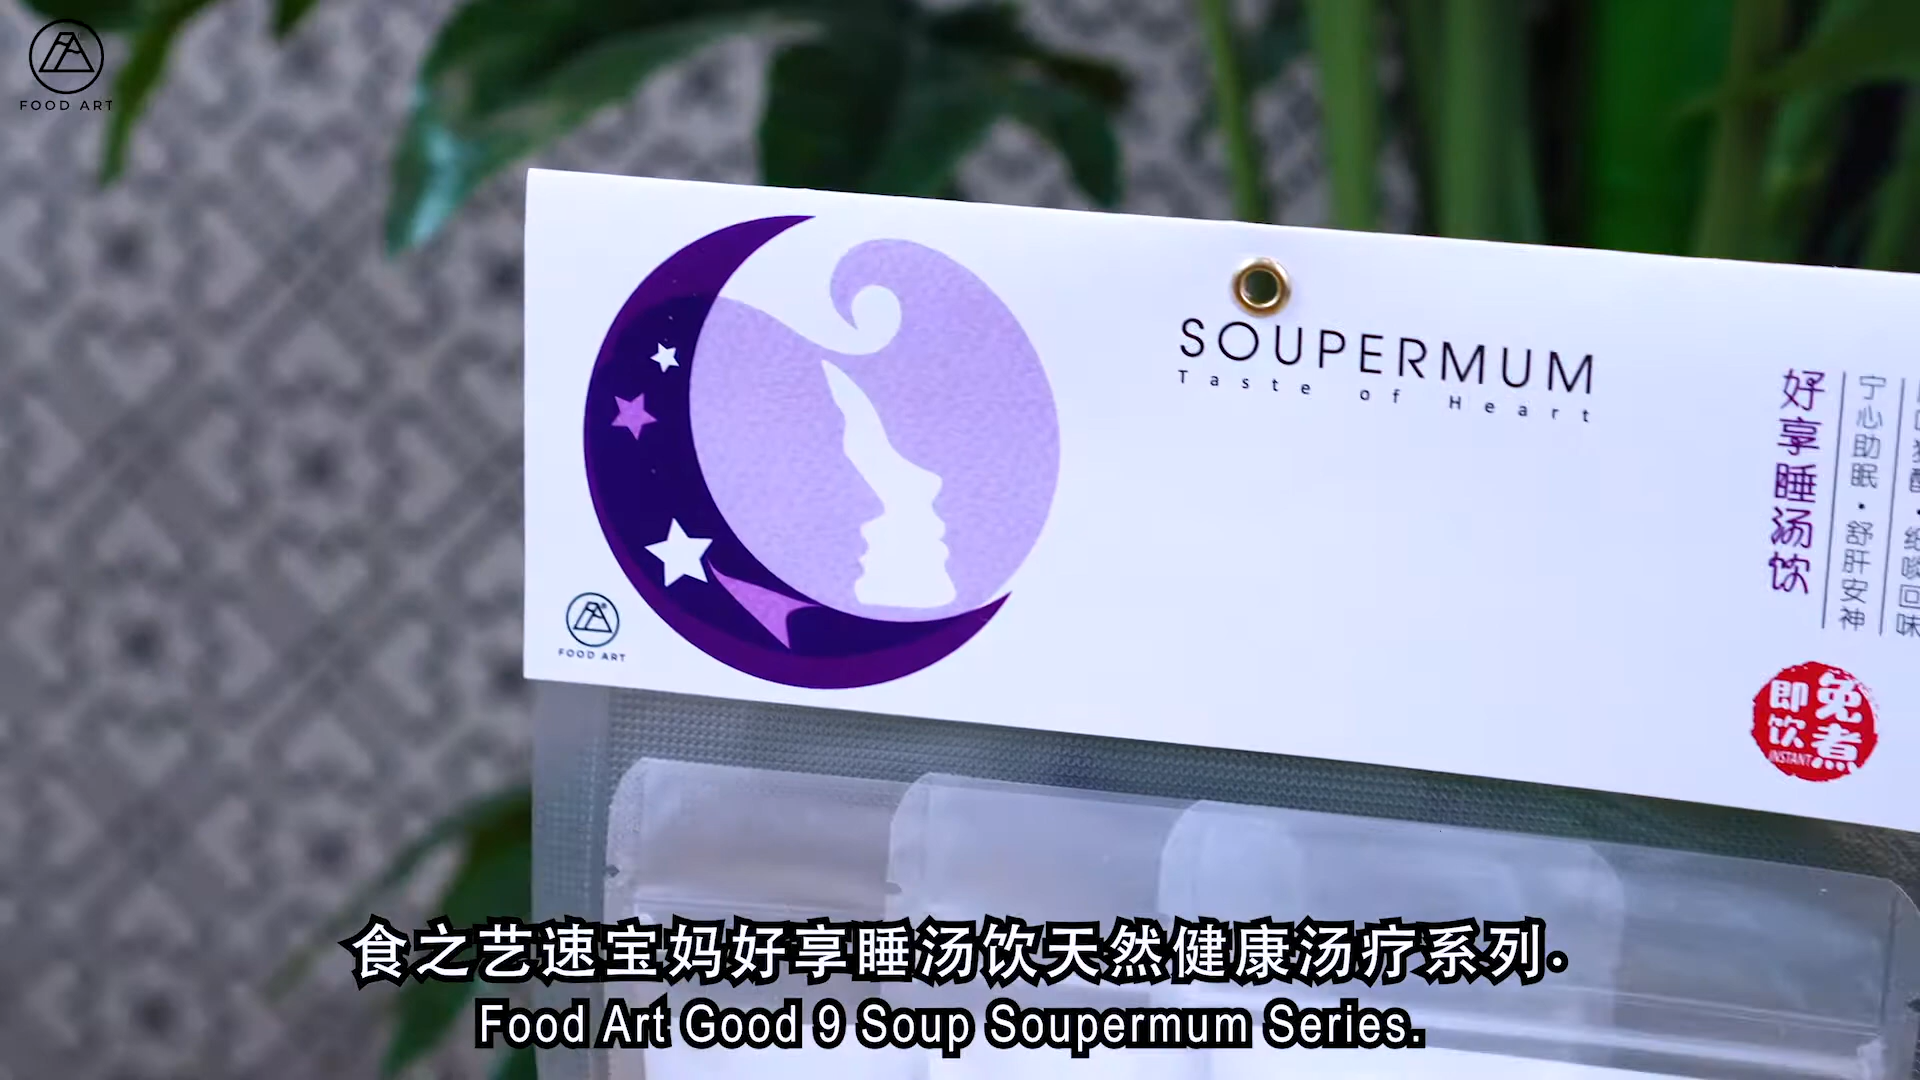 FOOD ART
SOUPERMUM
Taste of Heart
好享睡汤饮
宁心助眠·舒肝安神
免煮
即饮
INSTANT
FOOD ART
食之艺速宝妈好享睡汤饮天然健康汤疗系列.
Food Art Good 9 Soup Soupermum Series.